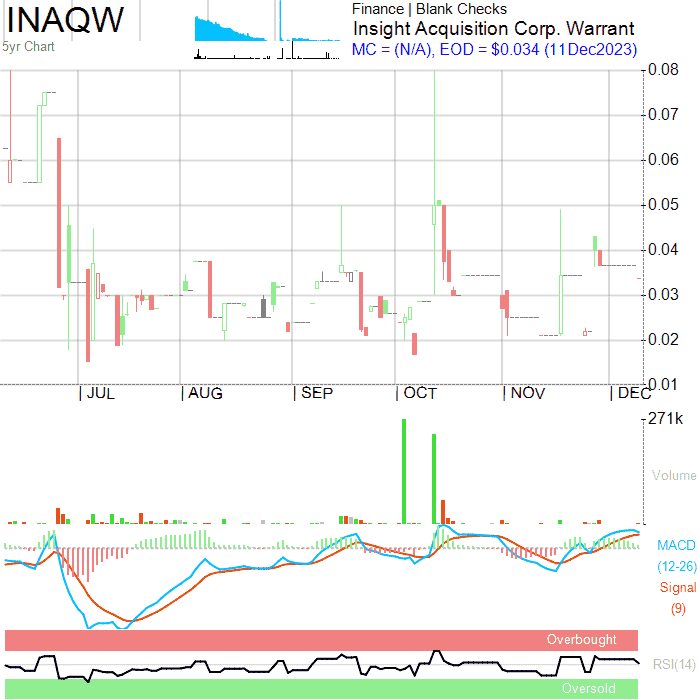 INAQW
5yr Chart
Finance | Blank Checks
Insight Acquisition Corp. Warrant
MC = (N/A), EOD = $0.034 (11Dec2023)
0.08
0.07
0.06
0.05
0.04
0.03
0.02
0.01
| JUL | AUG | SEP | OCT | NOV | DEC
271k
Volume
MACD
(12-26)
Signal
(9)
Overbought
RSI(14)
Oversold